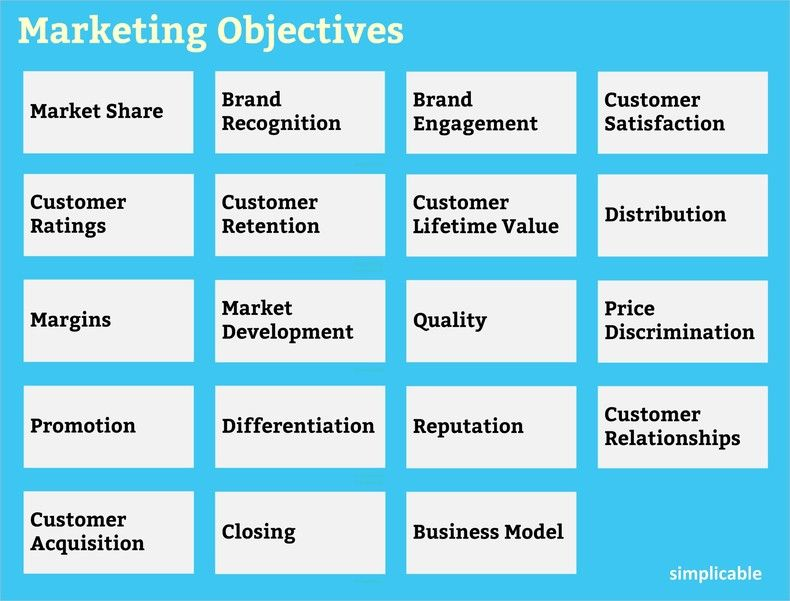 Marketing Objectives
Market Share
Brand
Recognition
Brand
Engagement
Customer
Satisfaction
Customer
Ratings
Customer
Retention
Customer
Lifetime Value
Distribution
Margins
Market
Development
Quality
Price
Discrimination
Promotion
Differentiation
Reputation
Customer
Relationships
Customer
Acquisition
Closing
Business Model
simplicable